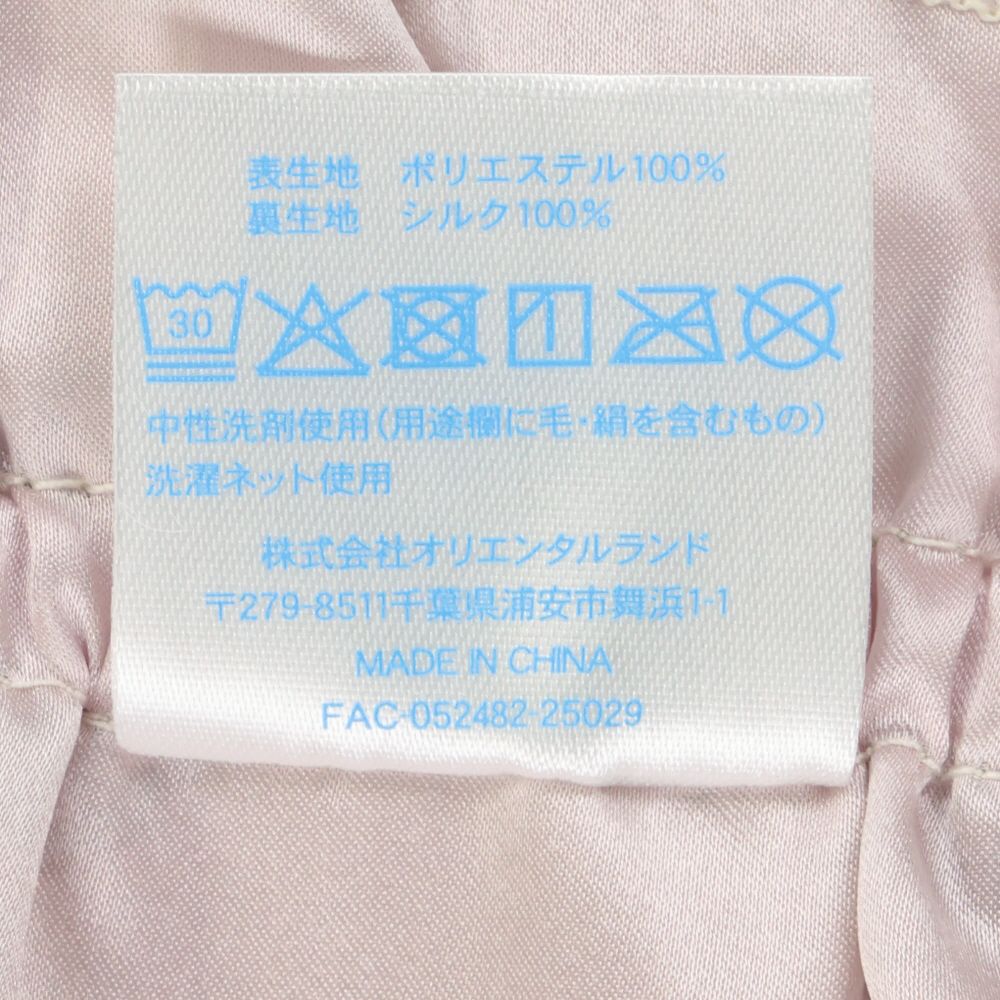 表生地 ポリエステル100%
裏生地 シルク100%
30
中性洗剤使用(用途欄に毛・絹を含むもの)
洗濯ネット使用
株式会社オリエンタルランド
〒279-8511千葉県浦安市舞浜1-1
MADE IN CHINA
FAC-052482-25029